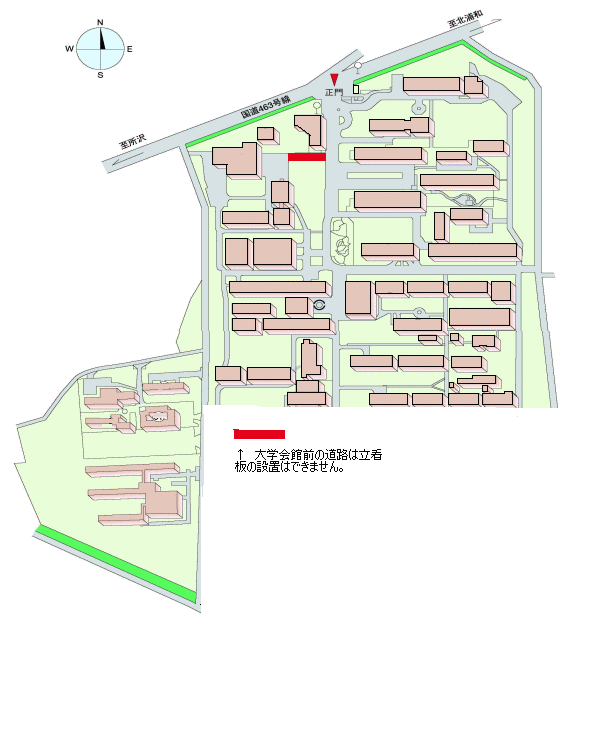 N
W E
S
至北浦和
正門
国道463号線
至所沢
↑ 大学会館前の道路は立看
板の設置はできません。